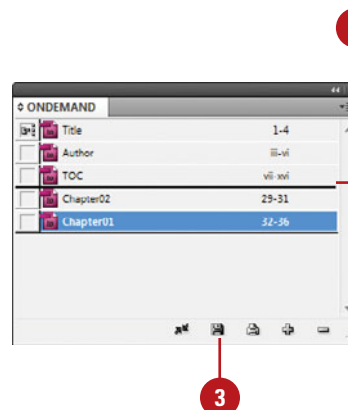 ONDEMAND
Title 1-4
Author iii-vi
TOC vii-xvi
Chapter02 29-31
Chapter01 32-36
3